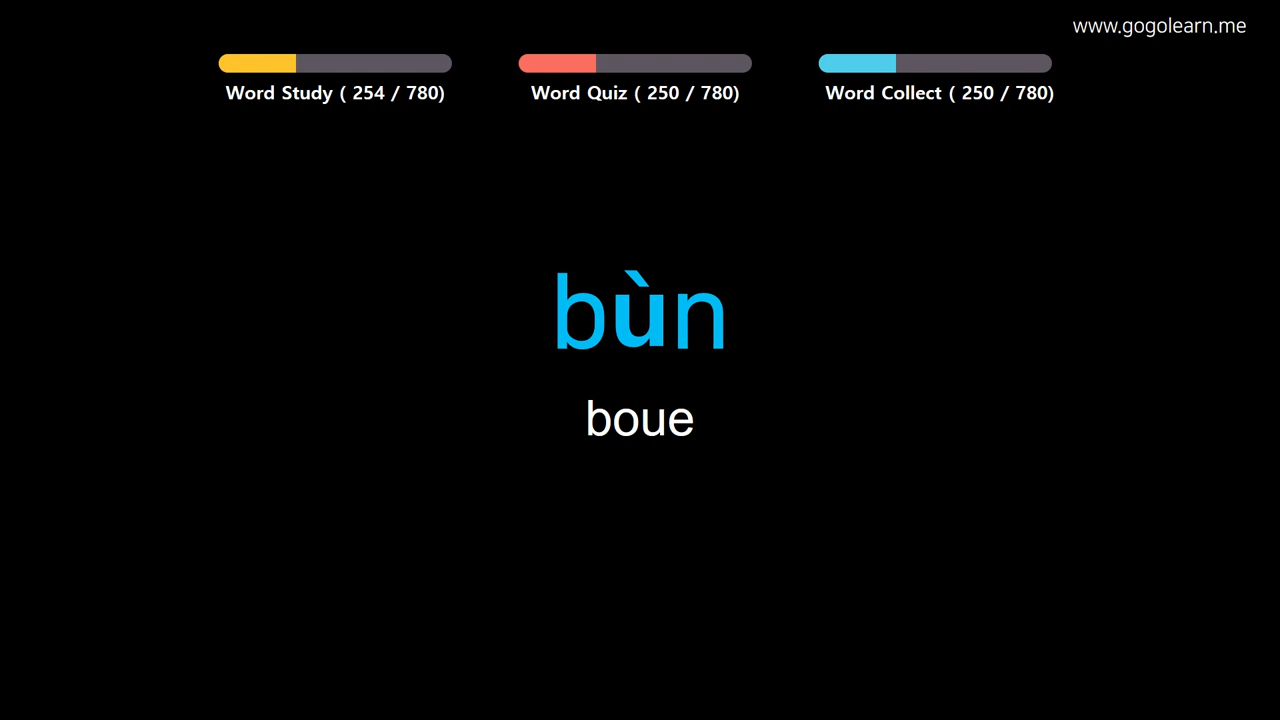 www.gogolearn.me
Word Study ( 254 / 780)
Word Quiz ( 250 / 780)
Word Collect ( 250 / 780)
bùn
boue